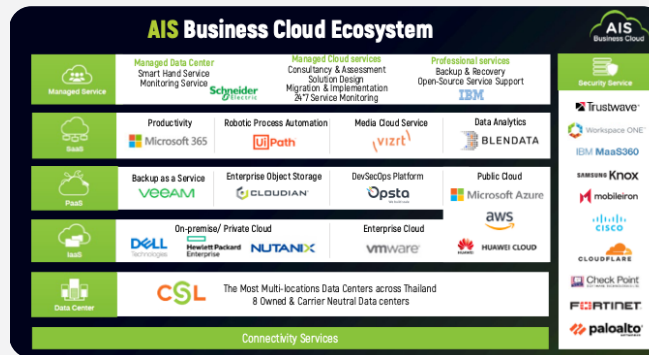 AIS Business Cloud Ecosystem
AIS
Business Cloud
Managed Service
Managed Data Center
Smart Hand Service
Monitoring Service
Schneider
Electric
Managed Cloud services
Consultancy & Assessment
Solution Design
Migration & Implementation
24*7 Service Monitoring
Professional services
Backup & Recovery
Open-Source Service Support
IBM
SaaS
Productivity
Microsoft 365
Robotic Process Automation
UiPath
Media Cloud Service
vizrt
Data Analytics
BLENDATA
PaaS
Backup as a Service
veeAM
Enterprise Object Storage
CLOUDIAN
DevSecOps Platform
Opsta
Public Cloud
Microsoft Azure
aws
HUAWEI
HUAWEI CLOUD
IaaS
On-premise/ Private Cloud
DELL
Technologies
Hewlett Packard
Enterprise
NUTANIX
Enterprise Cloud
vmware
Data Center
CSL
The Most Multi-locations Data Centers across Thailand
8 Owned & Carrier Neutral Data centers
Connectivity Services
Security Service
Trustwave
Workspace ONE
IBM MaaS360
SAMSUNG Knox
mobileiron
CISCO
CLOUDFLARE
Check Point
FORTINET
paloalto